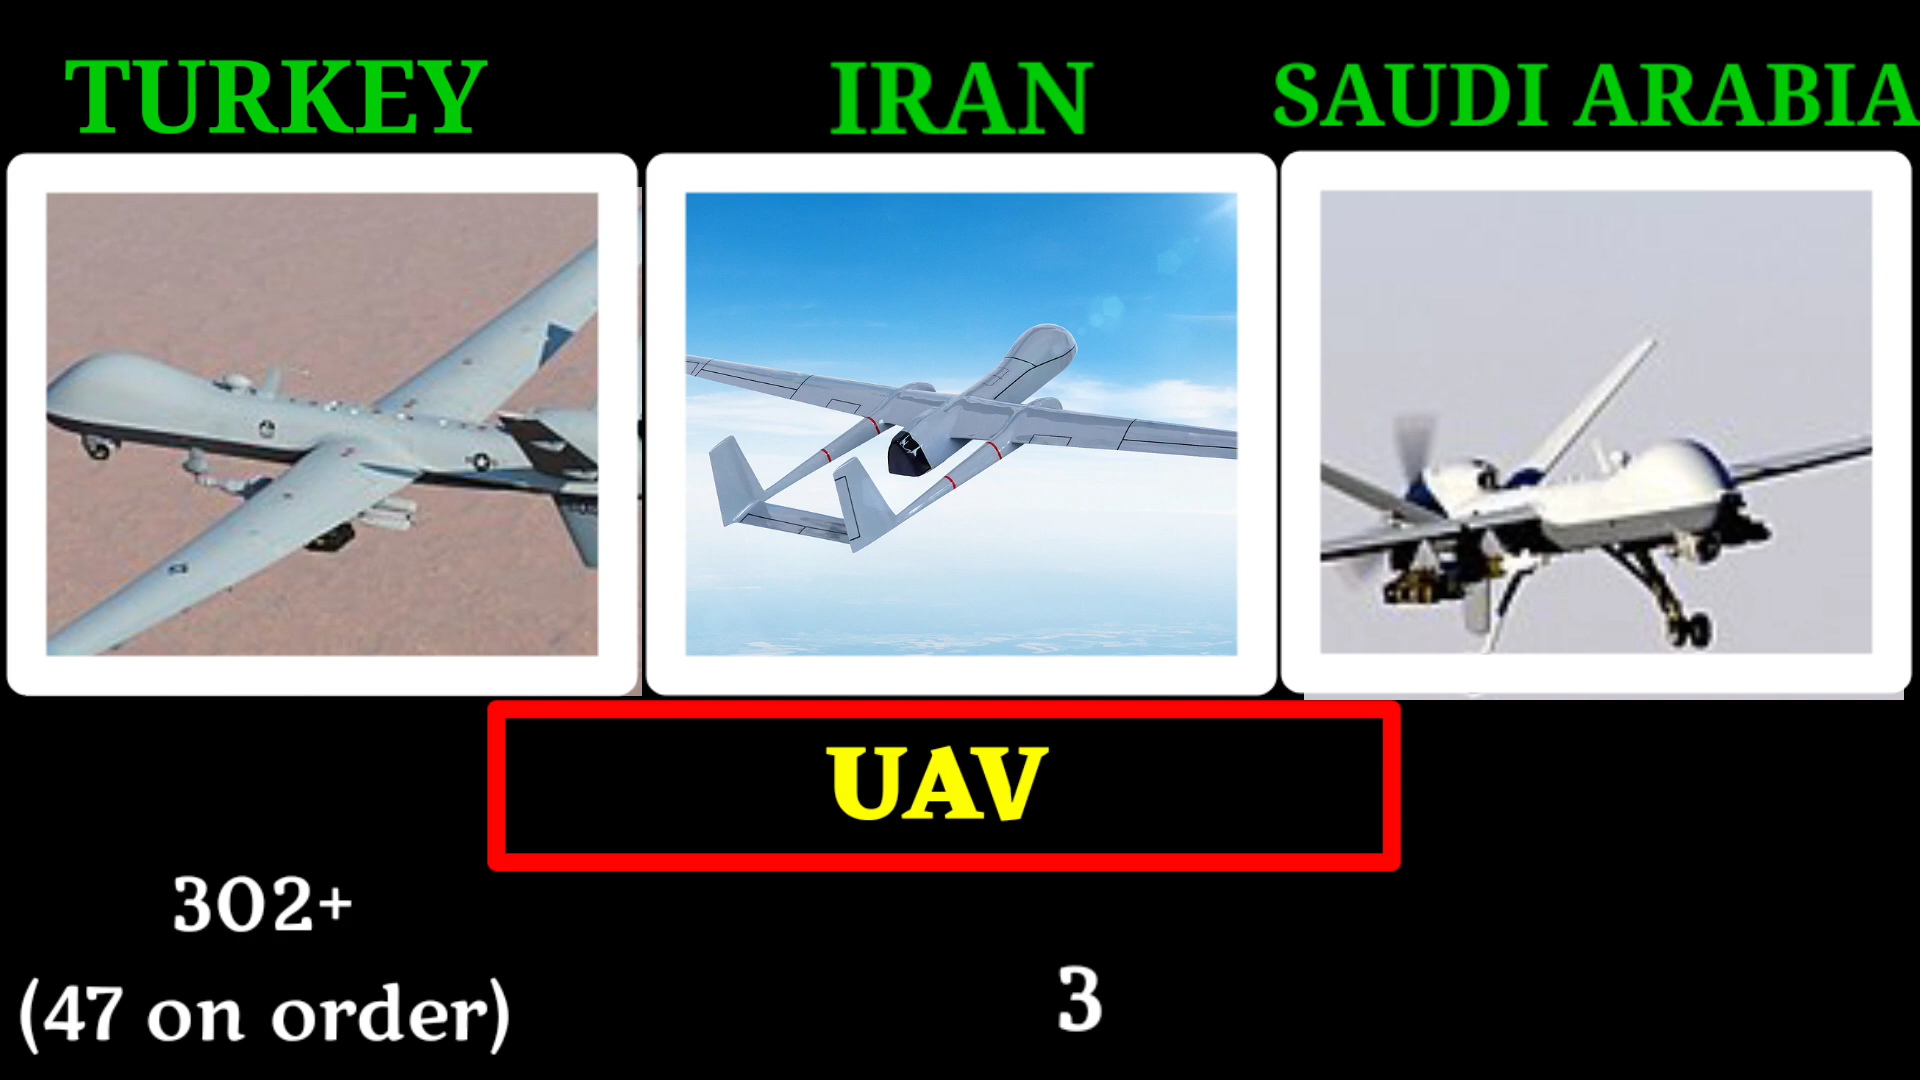 TURKEY
IRAN
SAUDI ARABIA
UAV
302+
(47 on order)
3